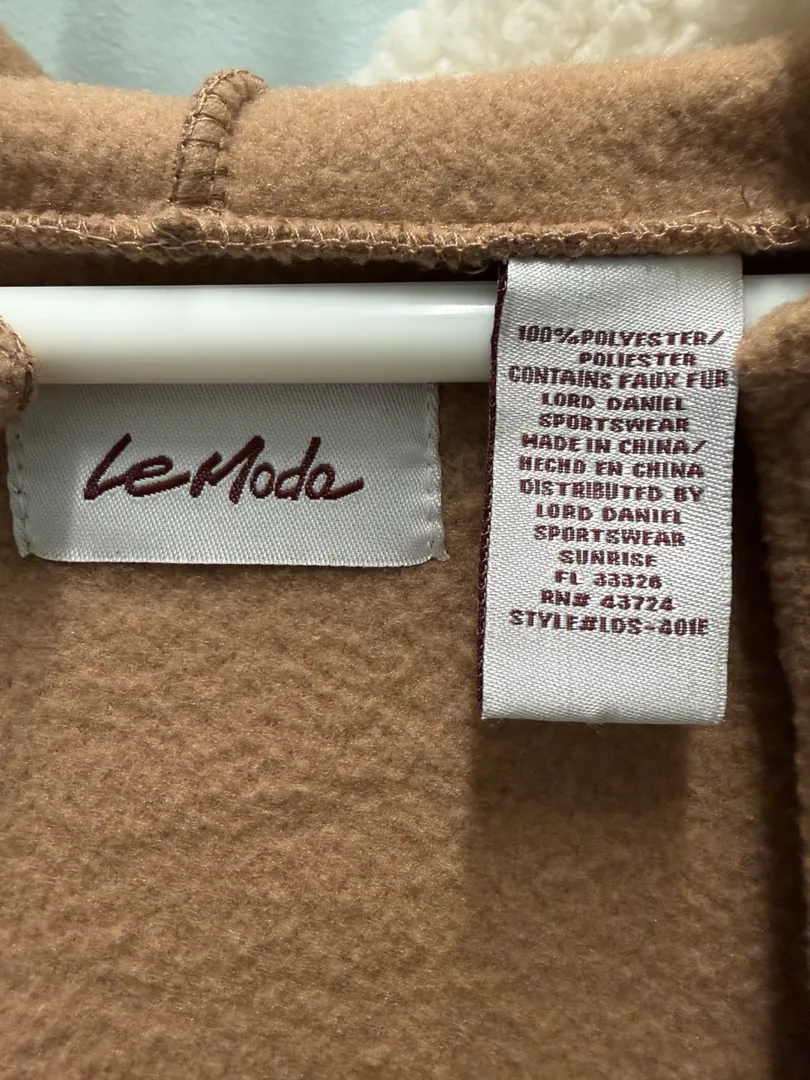 Le Moda
100%POLYESTER/
POLIESTER
CONTAINS FAUX FUR
LORD DANIEL
SPORTSWEAR
MADE IN CHINA/
HECHO EN CHINA
DISTRIBUTED BY
LORD DANIEL
SPORTSWEAR
SUNRISE
FL 33326
RN# 43724
STYLE#LDS-401E